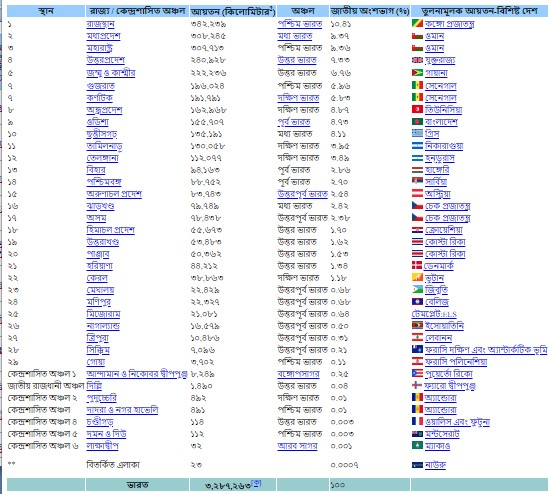 স্থান রাজ্য / কেন্দ্রশাসিত অঞ্চল আয়তন (কিলোমিটার²) অঞ্চল জাতীয় অংশভাগ (%) তুলনামূলক আয়তন-বিশিষ্ট দেশ
১ রাজস্থান ৩৪২,২৩৯ পশ্চিম ভারত ১০.৪১ কঙ্গো প্রজাতন্ত্র
২ মধ্যপ্রদেশ ৩০৮,২৪৫ মধ্য ভারত ৯.৩৭ ওমান
৩ মহারাষ্ট্র ৩০৭,৭১৩ পশ্চিম ভারত ৯.৩৬ ওমান
৪ উত্তরপ্রদেশ ২৪০,৯২৮ উত্তর ভারত ৭.৩৩ যুক্তরাজ্য
৫ জম্মু ও কাশ্মীর ২২২,২৩৬ উত্তর ভারত ৬.৭৬ গায়ানা
৭ গুজরাত ১৯৬,০২৪ পশ্চিম ভারত ৫.৯৬ সেনেগাল
৭ কর্ণাটক ১৯১,৭৯১ দক্ষিণ ভারত ৫.৮৩ সেনেগাল
৮ অন্ধ্রপ্রদেশ ১৬২,৯৬৮ দক্ষিণ ভারত ৪.৮৭ তিউনিসিয়া
৯ ওড়িশা ১৫৫,৭০৭ পূর্ব ভারত ৪.৭৩ বাংলাদেশ
১০ ছত্তীসগঢ় ১৩৫,১৯১ মধ্য ভারত ৪.১১ গ্রিস
১১ তামিলনাড়ু ১৩০,০৫৮ দক্ষিণ ভারত ৩.৯৫ নিকারাগুয়া
১২ তেলঙ্গানা ১১২,০৭৭ দক্ষিণ ভারত ৩.৪৯ হন্ডুরাস
১৩ বিহার ৯৪,১৬৩ পূর্ব ভারত ২.৮৬ হাঙ্গেরি
১৪ পশ্চিমবঙ্গ ৮৮,৭৫২ পূর্ব ভারত ২.৭০ সার্বিয়া
১৫ অরুণাচল প্রদেশ ৮৩,৭৪৩ উত্তরপূর্ব ভারত ২.৫৪ অস্ট্রিয়া
১৬ ঝাড়খণ্ড ৭৯,৭১৪ মধ্য ভারত ২.৪২ চেক প্রজাতন্ত্র
১৭ অসম ৭৮,৪৩৮ উত্তরপূর্ব ভারত ২.৩৮ চেক প্রজাতন্ত্র
১৮ হিমাচল প্রদেশ ৫৫,৬৭৩ উত্তর ভারত ১.৭০ ক্রোয়েশিয়া
১৯ উত্তরাখণ্ড ৫৩,৪৮৩ উত্তর ভারত ১.৬২ কোস্টা রিকা
২০ পাঞ্জাব ৫০,৩৬২ উত্তর ভারত ১.৫৩ কোস্টা রিকা
২১ হরিয়াণা ৪৪,২১২ উত্তর ভারত ১.৩৪ ডেনমার্ক
২২ কেরল ৩৮,৮৬৩ দক্ষিণ ভারত ১.১৮ ভুটান
২৩ মেঘালয় ২২,৪২৯ উত্তরপূর্ব ভারত ০.৬৮ জিবুতি
২৪ মণিপুর ২২,৩২৭ উত্তরপূর্ব ভারত ০.৬৮ বেলিজ
২৫ মিজোরাম ২১,০৮১ উত্তরপূর্ব ভারত ০.৬৪ টেমপ্লেট:ELS
২৬ নাগাল্যান্ড ১৬,৫৭৯ উত্তরপূর্ব ভারত ০.৫০ ইসোয়াতিনি
২৭ ত্রিপুরা ১০,৪৮৬ উত্তরপূর্ব ভারত ০.৩১ লেবানন
২৮ সিক্কিম ৭,০৯৬ উত্তরপূর্ব ভারত ০.২১ ফরাসি দক্ষিণ এবং অ্যান্টার্কটিক ভূমি
২৯ গোয়া ৩,৭০২ পশ্চিম ভারত ০.১১ ফরাসি পলিনেশিয়া
কেন্দ্রশাসিত অঞ্চল ১ আন্দামান ও নিকোবর দ্বীপপুঞ্জ ৮,২৪৯ বঙ্গোপসাগর ০.২৫ পুয়ের্তো রিকো
জাতীয় রাজধানী অঞ্চল দিল্লি ১,৪৯০ উত্তর ভারত ০.০৪ ফ্যারো দ্বীপপুঞ্জ
কেন্দ্রশাসিত অঞ্চল ২ পুদুচ্চেরি ৪৯২ দক্ষিণ ভারত ০.০১ অ্যান্ডোরা
কেন্দ্রশাসিত অঞ্চল দাদরা ও নগর হাভেলি ৪৯১ পশ্চিম ভারত ০.০১ অ্যান্ডোরা
কেন্দ্রশাসিত অঞ্চল ৪ চণ্ডীগড় ১১৪ উত্তর ভারত ০,০০৩ ওয়ালিস এবং ফুটুনা
কেন্দ্রশাসিত অঞ্চল ৫ দমন ও দিউ ১১২ পশ্চিম ভারত ০,০০৩ মন্টসেরাট
কেন্দ্রশাসিত অঞ্চল ৬ লাক্ষাদ্বীপ ৩২ আরব সাগর ০,০০১ ম্যাকাও
** বিতর্কিত এলাকা ২৩ ০,০০০৭ নাউরু
ভারত ৩,২৮৭,২৬৩[ক] ১০০